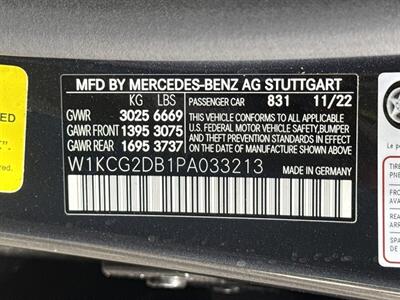 MFD BY MERCEDES-BENZ AG STUTTGART
KG LBS PASSENGER CAR 831 11/22
GVWR 3025 6669 THIS VEHICLE CONFORMS TO ALL APPLICABLE
GAWR FRONT 1395 3075 U.S. FEDERAL MOTOR VEHICLE SAFETY, BUMPER
GAWR REAR 1695 3737 AND THEFT PREVENTION STANDARDS IN EFFECT
ON THE DATE OF MANUFACTURE SHOWN ABOVE.
W1KCG2DB1PA033213 MADE IN GERMANY
Le p
TIRE